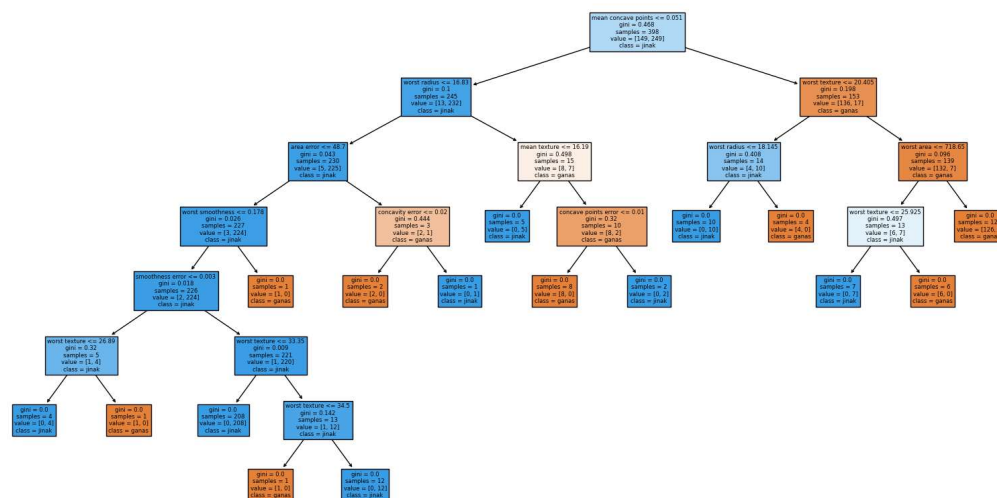 mean concave points <= 0.051
gini = 0.468
samples = 398
value = [149, 249]
class = jinak
worst radius <= 16.83
gini = 0.1
samples = 245
value = [13, 232]
class = jinak
worst texture <= 20.405
gini = 0.198
samples = 153
value = [136, 17]
class = ganas
area error <= 48.7
gini = 0.043
samples = 230
value = [5, 225]
class = jinak
mean texture <= 16.19
gini = 0.498
samples = 15
value = [8, 7]
class = ganas
worst radius <= 18.145
gini = 0.408
samples = 14
value = [4, 10]
class = jinak
worst area <= 718.65
gini = 0.096
samples = 139
value = [132, 7]
class = ganas
worst smoothness <= 0.178
gini = 0.026
samples = 227
value = [3, 224]
class = jinak
concavity error <= 0.02
gini = 0.444
samples = 3
value = [2, 1]
class = ganas
gini = 0.0
samples = 5
value = [0, 5]
class = jinak
concave points error <= 0.01
gini = 0.32
samples = 10
value = [8, 2]
class = ganas
gini = 0.0
samples = 10
value = [0, 10]
class = jinak
gini = 0.0
samples = 4
value = [4, 0]
class = ganas
worst texture <= 25.925
gini = 0.497
samples = 13
value = [6, 7]
class = jinak
gini = 0.0
samples = 12
value = [126,
class = ganas
smoothness error <= 0.003
gini = 0.018
samples = 226
value = [2, 224]
class = jinak
gini = 0.0
samples = 1
value = [1, 0]
class = ganas
gini = 0.0
samples = 2
value = [2, 0]
class = ganas
gini = 0.0
samples = 1
value = [0, 1]
class = jinak
gini = 0.0
samples = 8
value = [8, 0]
class = ganas
gini = 0.0
samples = 2
value = [0, 2]
class = jinak
gini = 0.0
samples = 7
value = [0, 7]
class = jinak
gini = 0.0
samples = 6
value = [6, 0]
class = ganas
worst texture <= 26.89
gini = 0.32
samples = 5
value = [1, 4]
class = jinak
worst texture <= 33.35
gini = 0.009
samples = 221
value = [1, 220]
class = jinak
gini = 0.0
samples = 4
value = [0, 4]
class = jinak
gini = 0.0
samples = 1
value = [1, 0]
class = ganas
gini = 0.0
samples = 208
value = [0, 208]
class = jinak
worst texture <= 34.5
gini = 0.142
samples = 13
value = [1, 12]
class = jinak
gini = 0.0
samples = 1
value = [1, 0]
class = ganas
gini = 0.0
samples = 12
value = [0, 12]
class = jinak